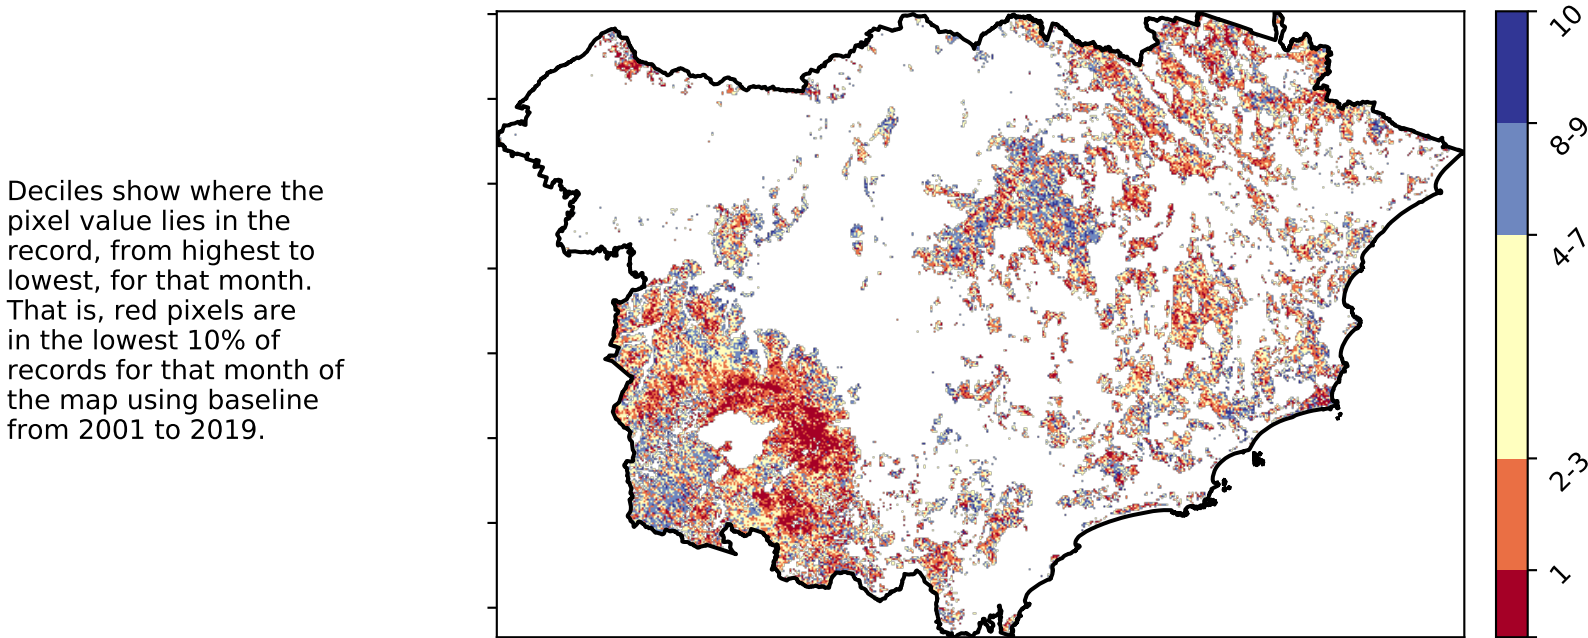 Deciles show where the
pixel value lies in the
record, from highest to
lowest, for that month.
That is, red pixels are
in the lowest 10% of
records for that month of
the map using baseline
from 2001 to 2019.
10
8-9
4-7
2-3
1